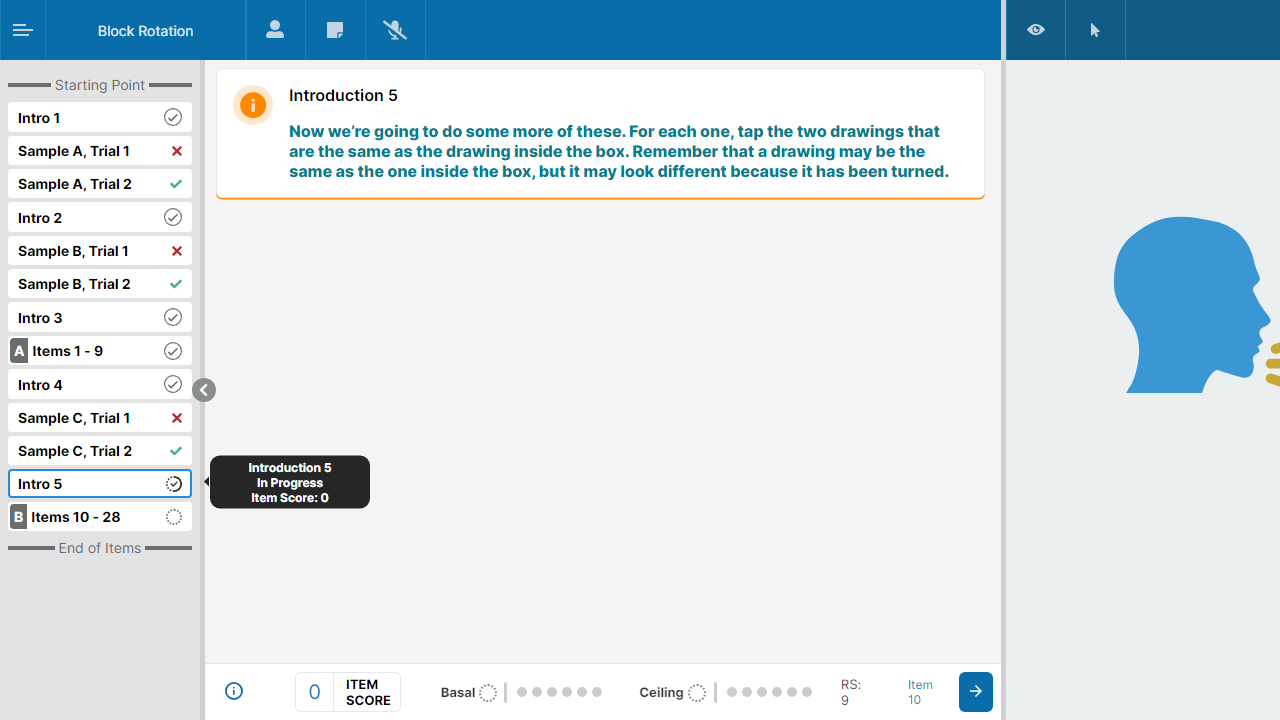 Block Rotation
Starting Point
Intro 1
Sample A, Trial 1
Sample A, Trial 2
Intro 2
Sample B, Trial 1
Sample B, Trial 2
Intro 3
A Items 1 - 9
Intro 4
Sample C, Trial 1
Sample C, Trial 2
Intro 5
B Items 10 - 28
End of Items
Introduction 5
Now we’re going to do some more of these. For each one, tap the two drawings that
are the same as the drawing inside the box. Remember that a drawing may be the
same as the one inside the box, but it may look different because it has been turned.
Introduction 5
In Progress
Item Score: 0
0
ITEM
SCORE
Basal
Ceiling
RS:
9
Item
10